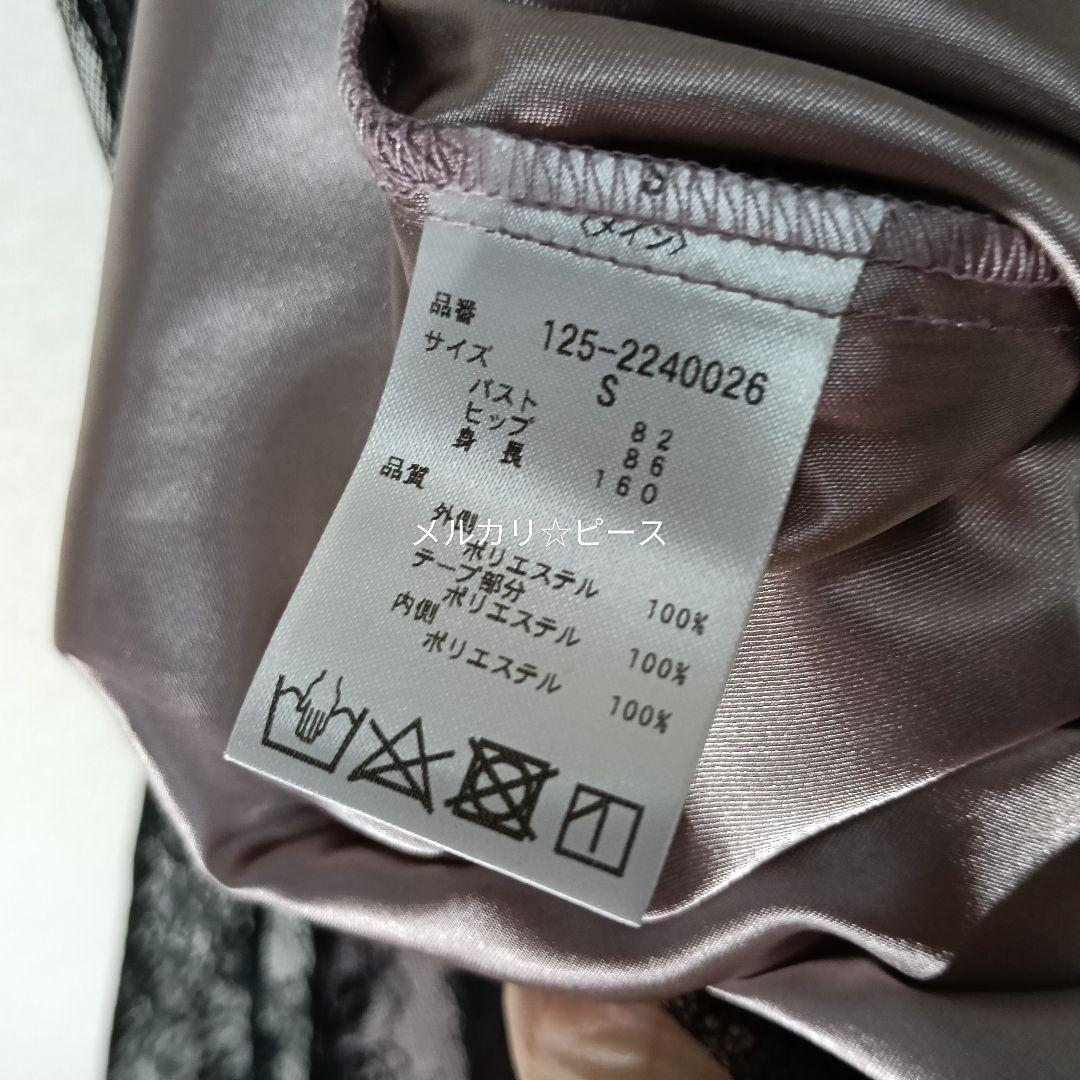 S
〈メイン〉
品番 125-2240026
サイズ S
バスト 82
ヒップ 86
身長 160
品質
外側
メルカリ☆ピース
ポリエステル 100%
テープ部分
ポリエステル 100%
内側
ポリエステル 100%